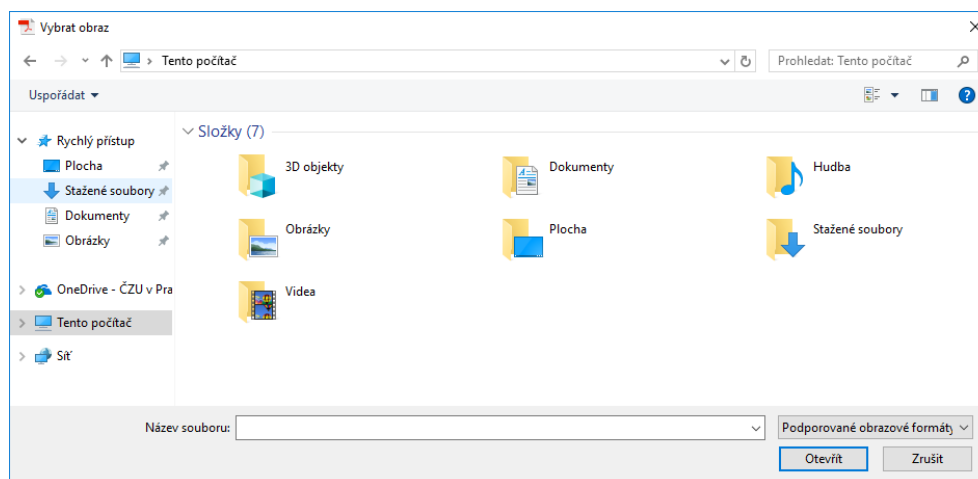 Vybrat obraz
Tento počítač
Prohledat: Tento počítač
Uspořádat
Rychlý přístup
Plocha
Stažené soubory
Dokumenty
Obrázky
OneDrive - ČZU v Pra
Tento počítač
Síť
Složky (7)
3D objekty
Dokumenty
Hudba
Obrázky
Plocha
Stažené soubory
Videa
Název souboru:
Podporované obrazové formáty
Otevřít
Zrušit